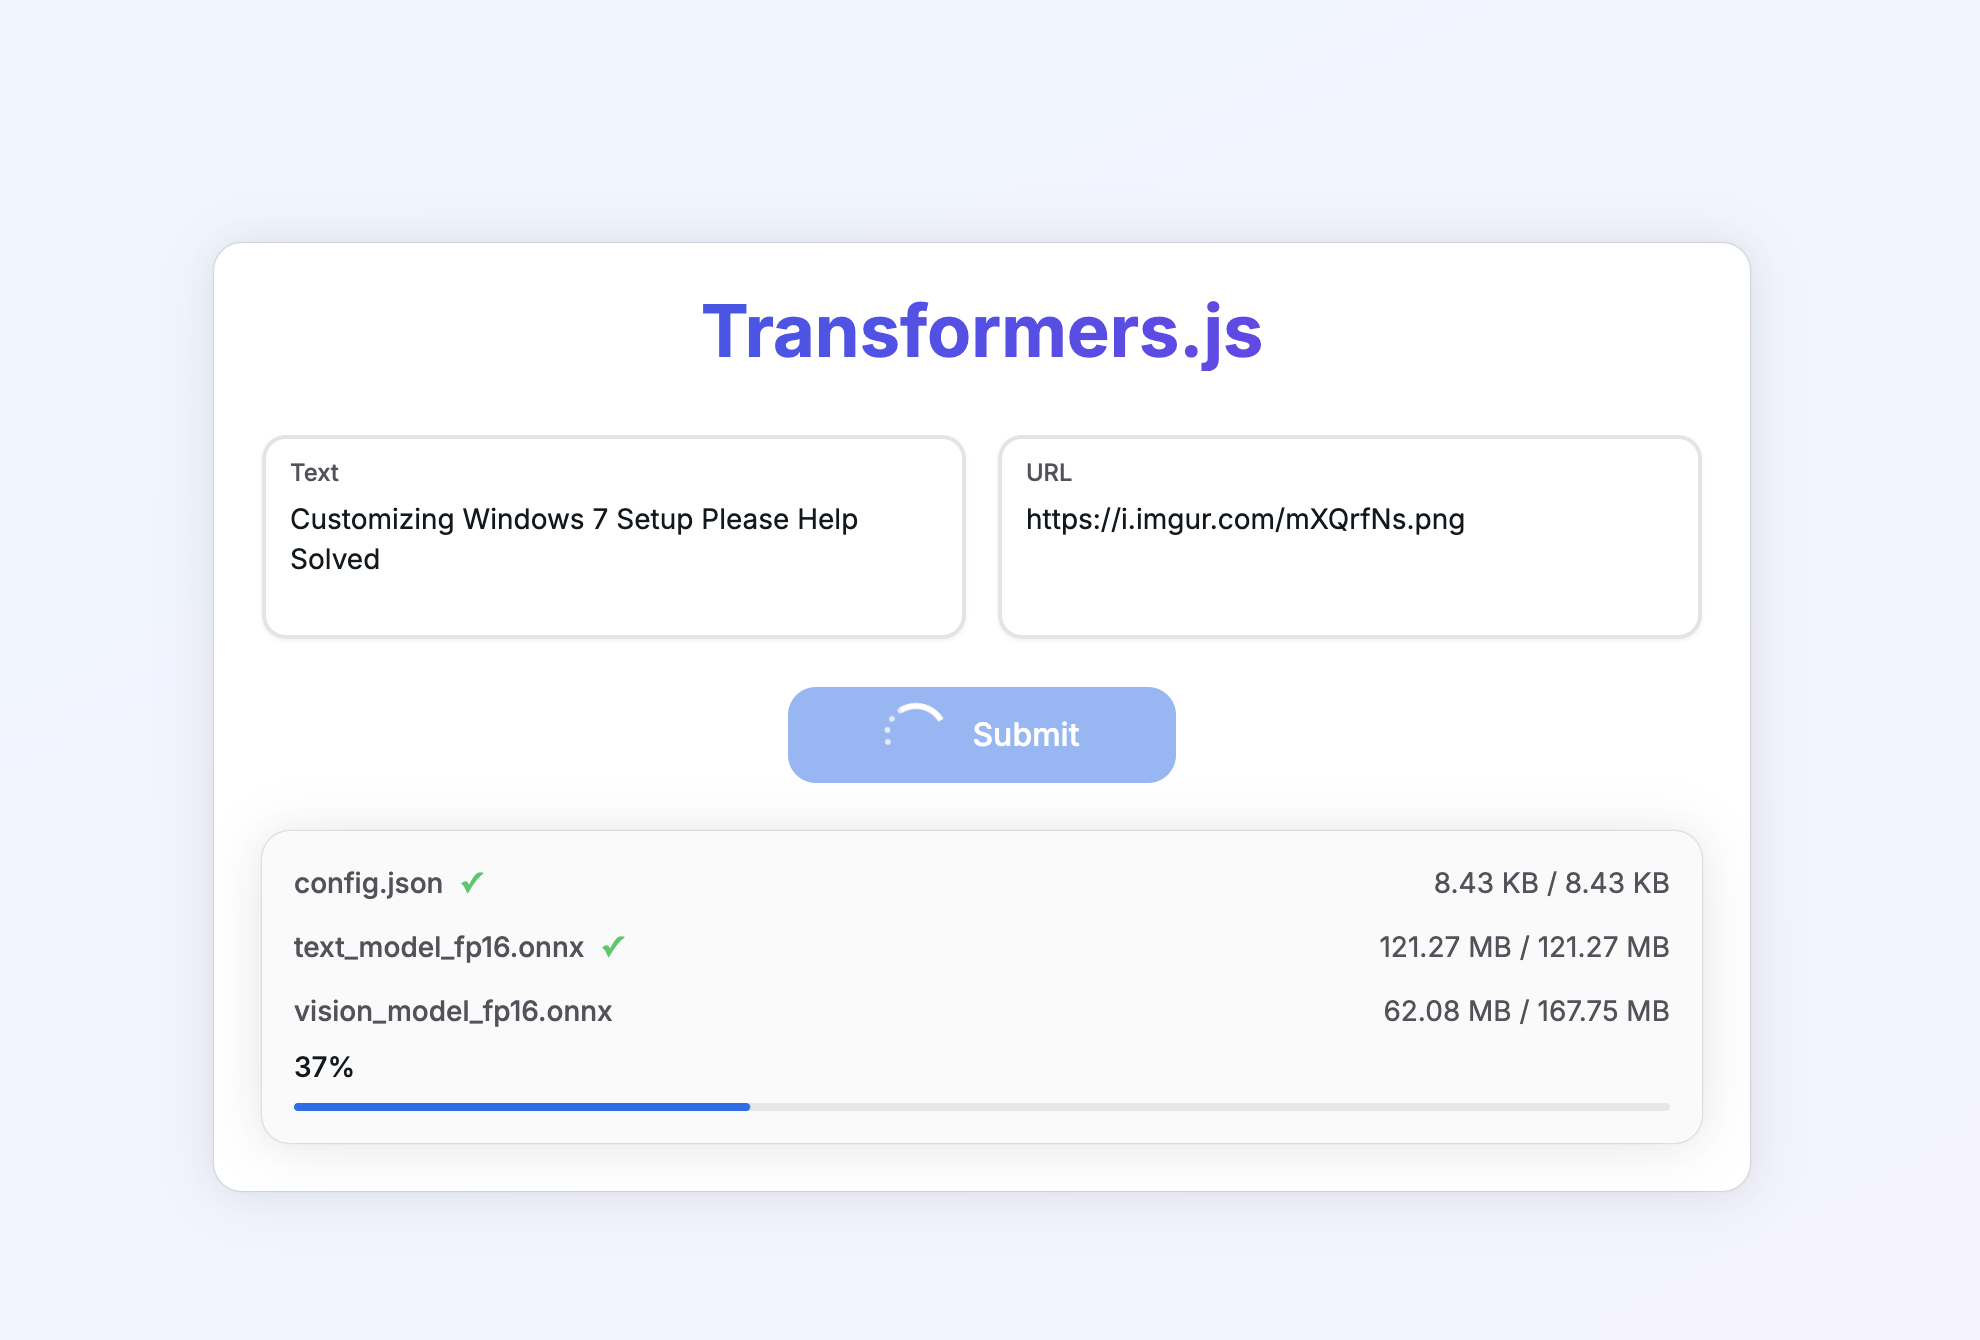 Transformers.js
Text
Customizing Windows 7 Setup Please Help
Solved
URL
https://i.imgur.com/mXQrfNs.png
Submit
config.json ✓ 8.43 KB / 8.43 KB
text_model_fp16.onnx ✓ 121.27 MB / 121.27 MB
vision_model_fp16.onnx 62.08 MB / 167.75 MB
37%